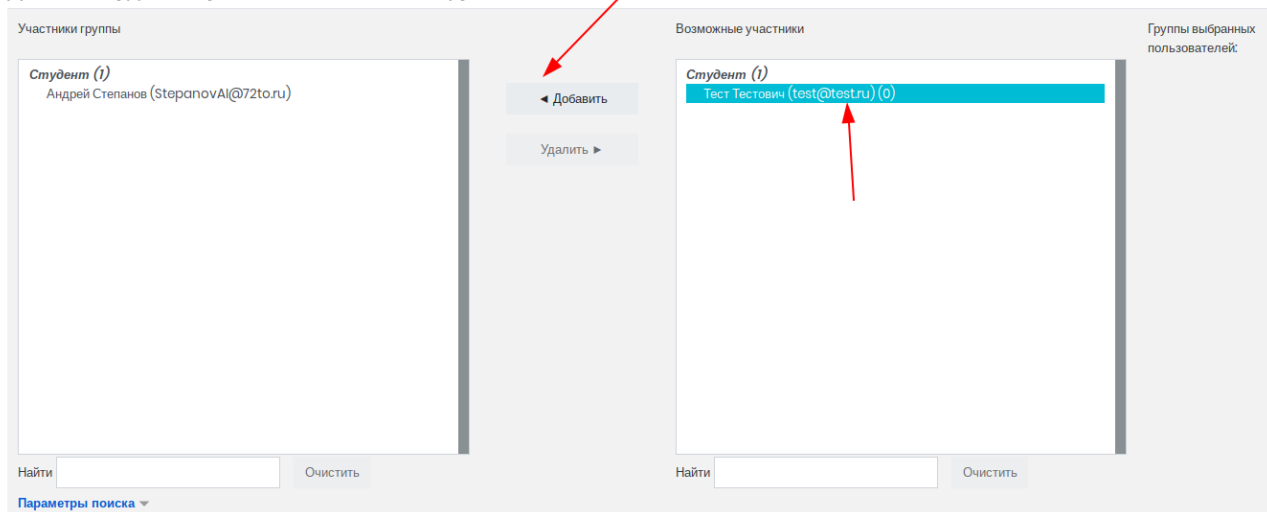 Участники группы
Возможные участники
Группы выбранных
пользователей:
Студент (1)
Андрей Степанов (StepanovAI@72to.ru)
◄ Добавить
Удалить ►
Студент (1)
Тест Тестович (test@test.ru) (0)
Найти
Очистить
Найти
Очистить
Параметры поиска